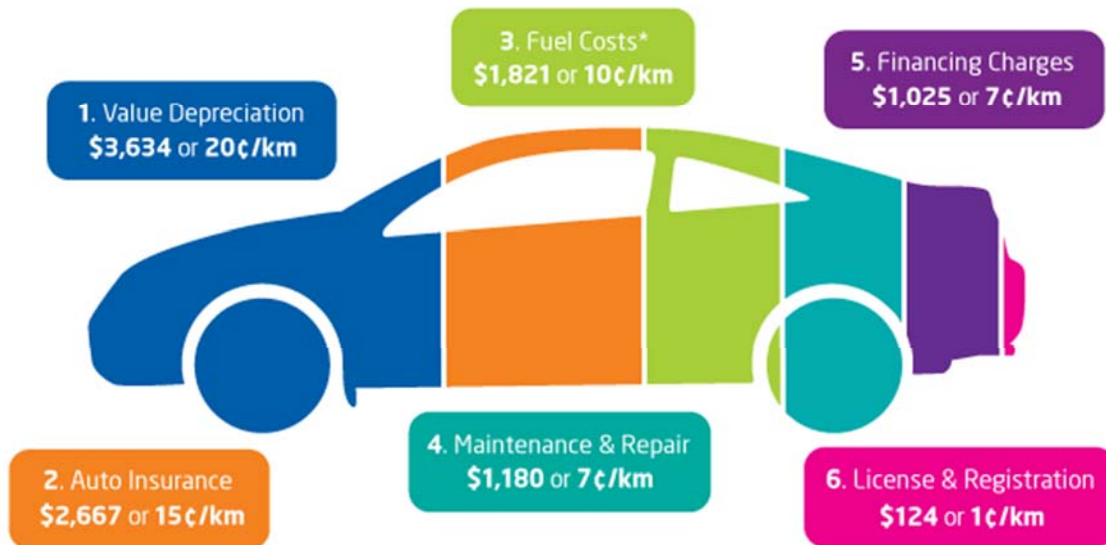 1. Value Depreciation
$3,634 or 20¢/km
2. Auto Insurance
$2,667 or 15¢/km
3. Fuel Costs*
$1,821 or 10¢/km
4. Maintenance & Repair
$1,180 or 7¢/km
5. Financing Charges
$1,025 or 7¢/km
6. License & Registration
$124 or 1¢/km